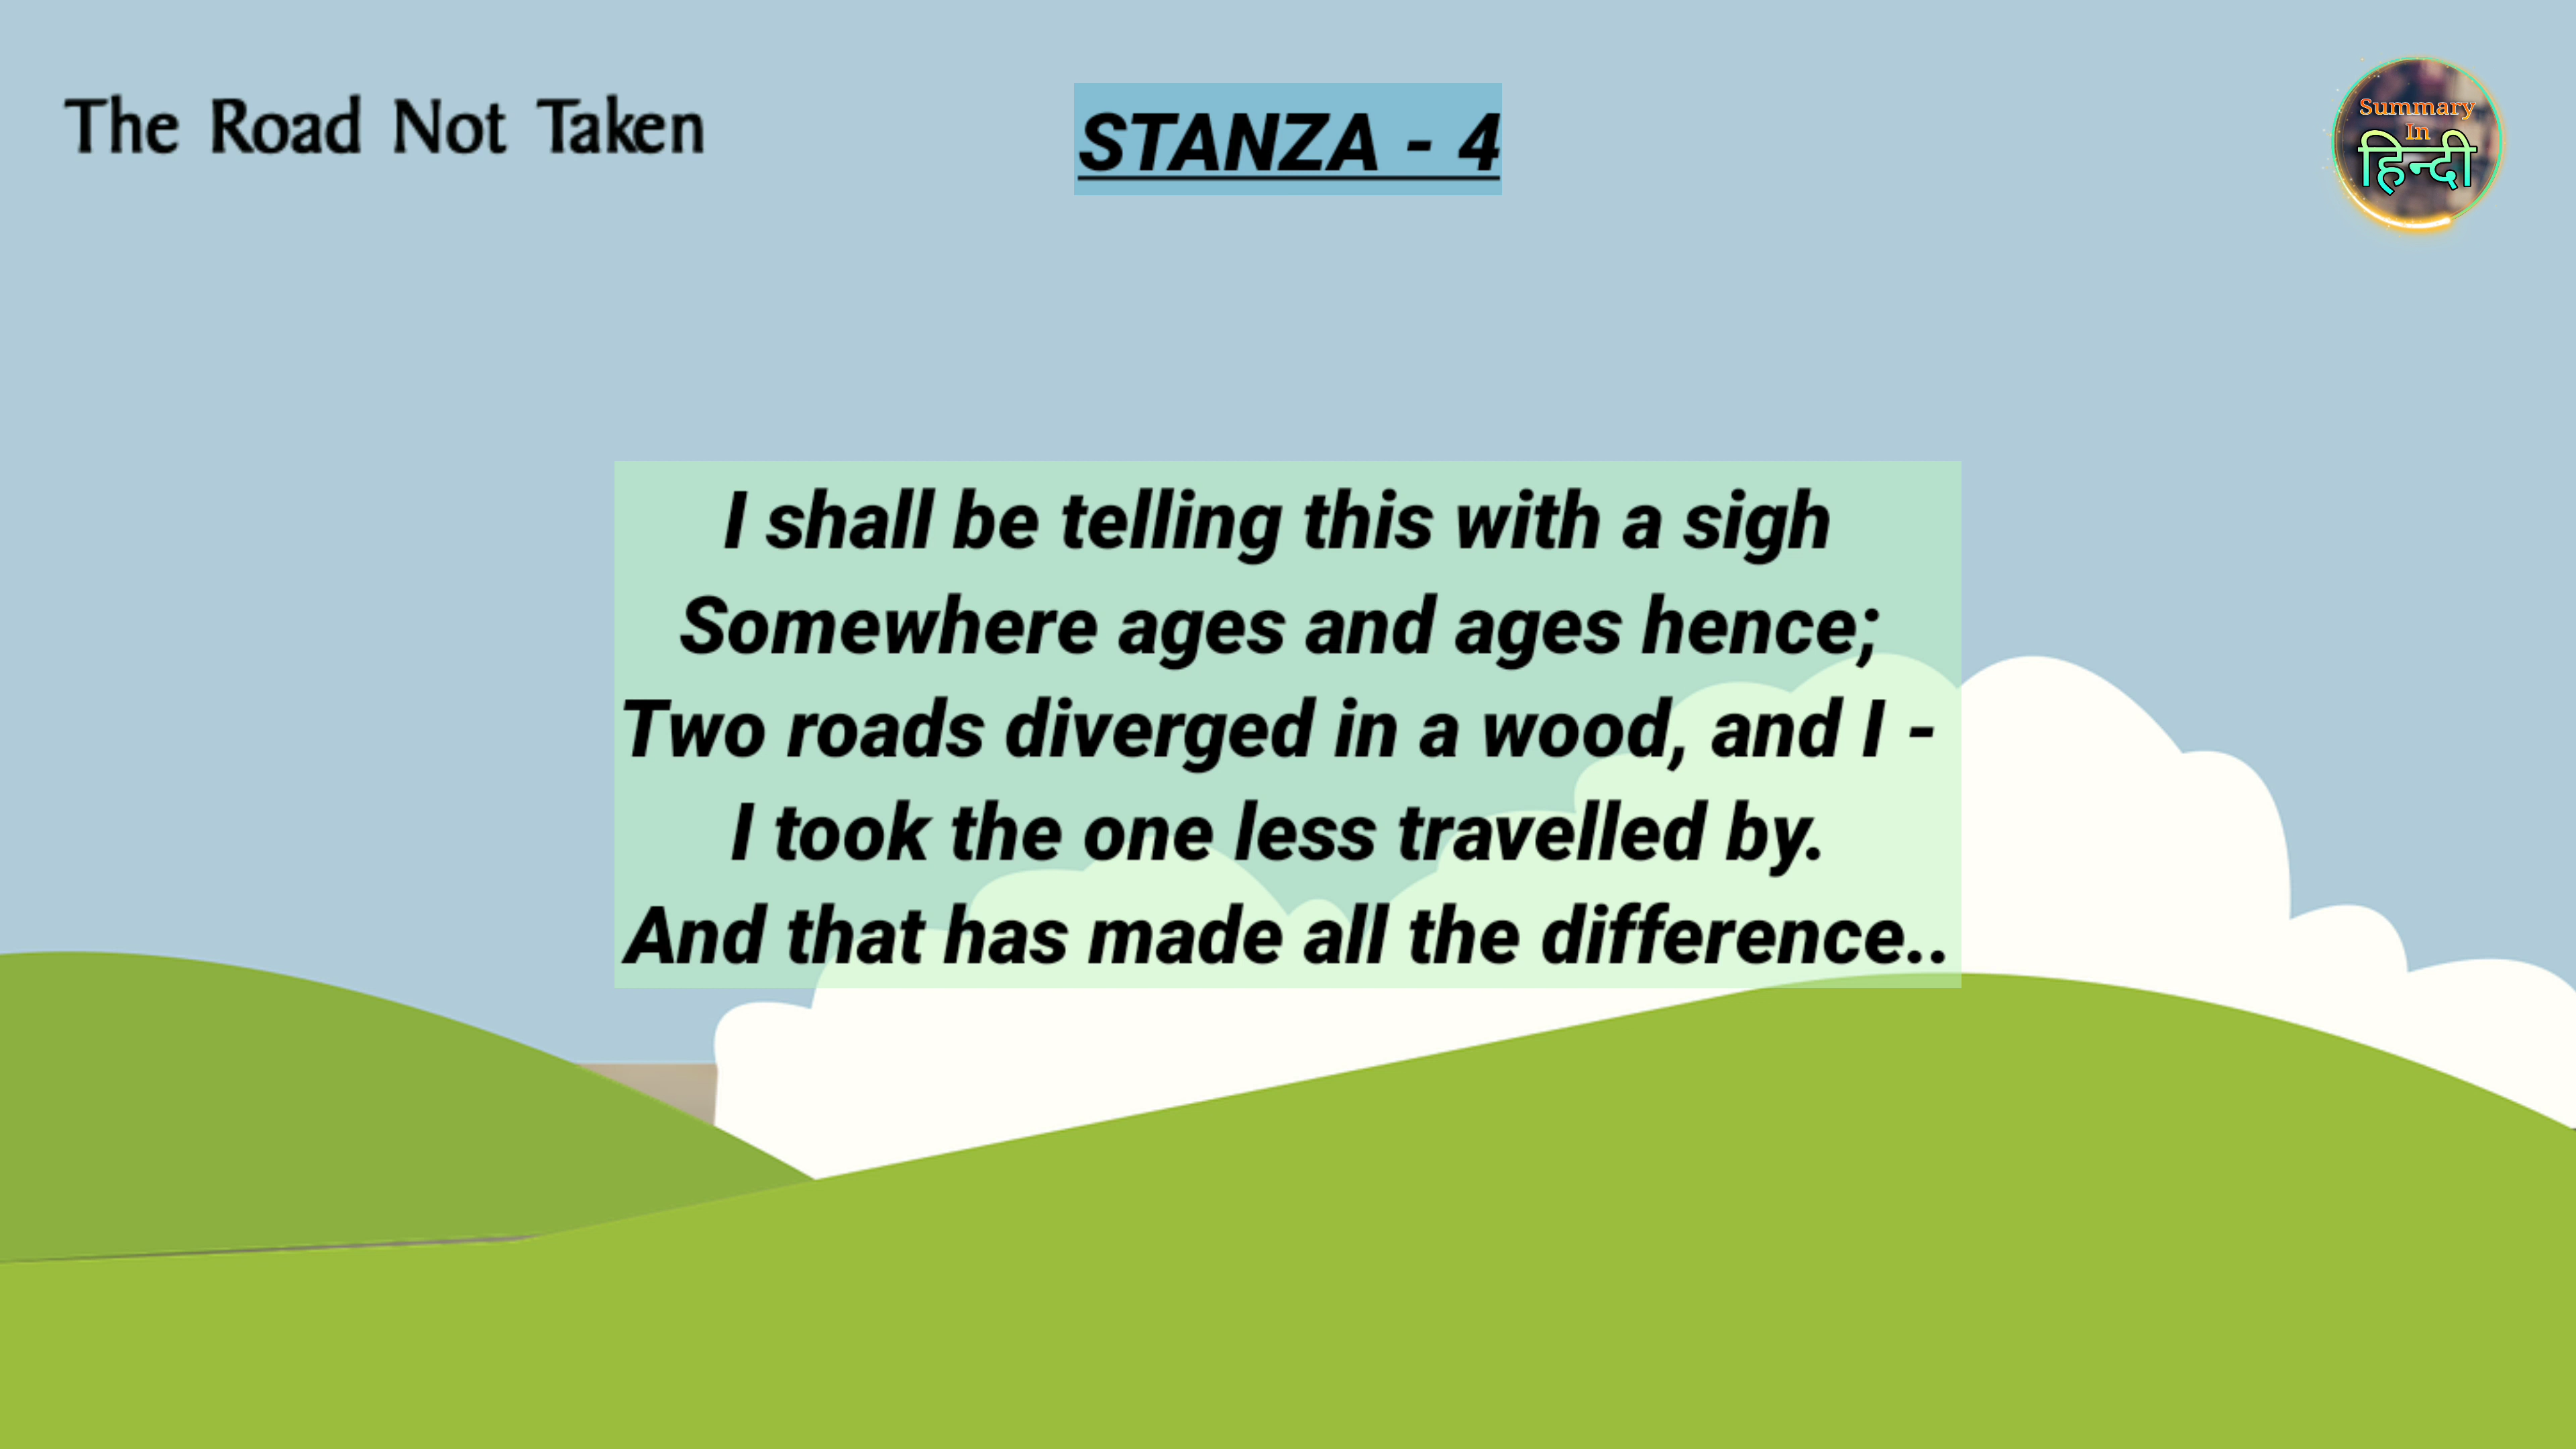 The Road Not Taken
STANZA - 4
Summary
In
हिन्दी
I shall be telling this with a sigh
Somewhere ages and ages hence;
Two roads diverged in a wood, and I -
I took the one less travelled by.
And that has made all the difference..